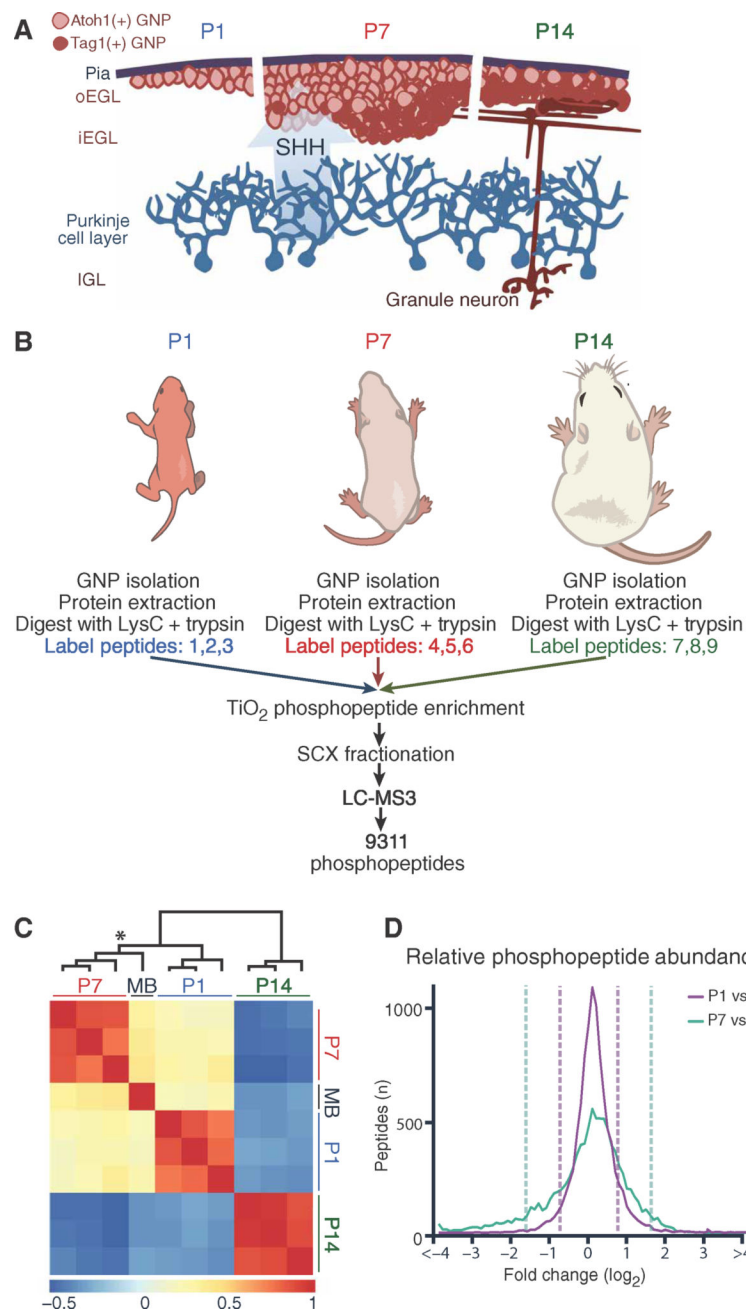 A
Atoh1(+) GNP
Tag1(+) GNP
P1
P7
P14
Pia
oEGL
iEGL
SHH
Purkinje
cell layer
IGL
Granule neuron
B
P1
P7
P14
GNP isolation
Protein extraction
Digest with LysC + trypsin
Label peptides: 1,2,3
GNP isolation
Protein extraction
Digest with LysC + trypsin
Label peptides: 4,5,6
GNP isolation
Protein extraction
Digest with LysC + trypsin
Label peptides: 7,8,9
TiO2 phosphopeptide enrichment
SCX fractionation
LC-MS3
9311
phosphopeptides
C
*
P7 MB P1 P14
P7
MB
P1
P14
−0.5 0 0.5 1
D
Relative phosphopeptide abundanc
P1 vs
P7 vs
1000
500
0
Peptides (n)
<−4 −3 −2 −1 0 1 2 3 >4
Fold change (log2)